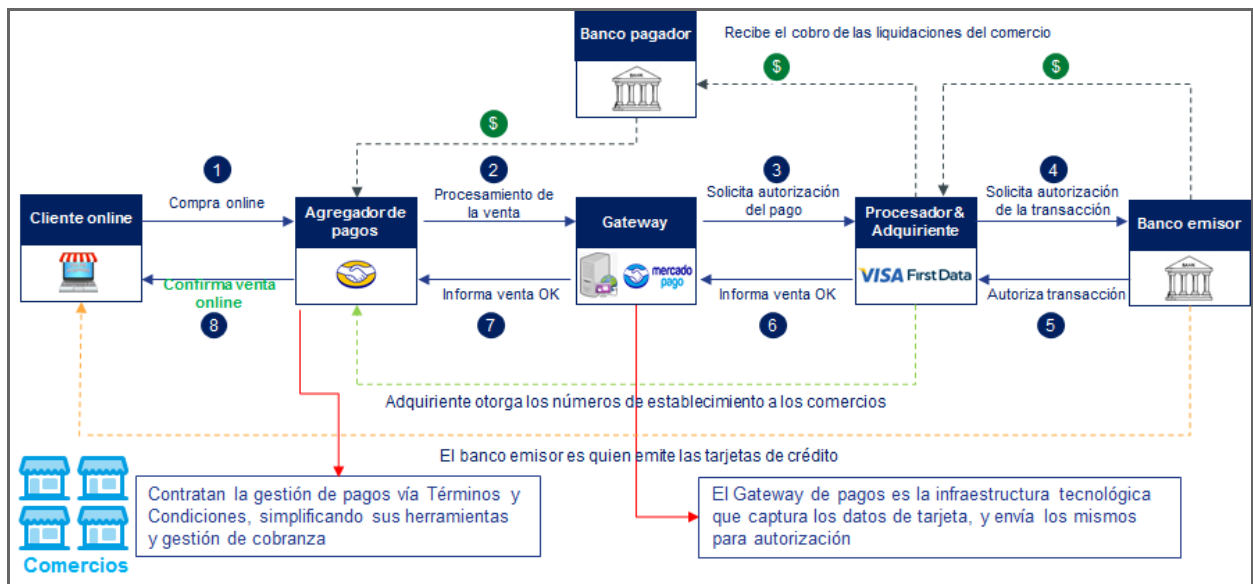 Banco pagador
Recibe el cobro de las liquidaciones del comercio
BANK
$
$
$
1
2
3
4
Compra online
Procesamiento de
la venta
Solicita autorización
del pago
Solicita autorización
de la transacción
Cliente online
Agregador de
pagos
Gateway
Procesador &
Adquiriente
Banco emisor
mercado
pago
VISA First Data
BANK
Confirma venta
online
Informa venta OK
Informa venta OK
Autoriza transacción
8
7
6
5
Adquiriente otorga los números de establecimiento a los comercios
El banco emisor es quien emite las tarjetas de crédito
Contratan la gestión de pagos vía Términos y
Condiciones, simplificando sus herramientas
y gestión de cobranza
El Gateway de pagos es la infraestructura tecnológica
que captura los datos de tarjeta, y envía los mismos
para autorización
Comercios